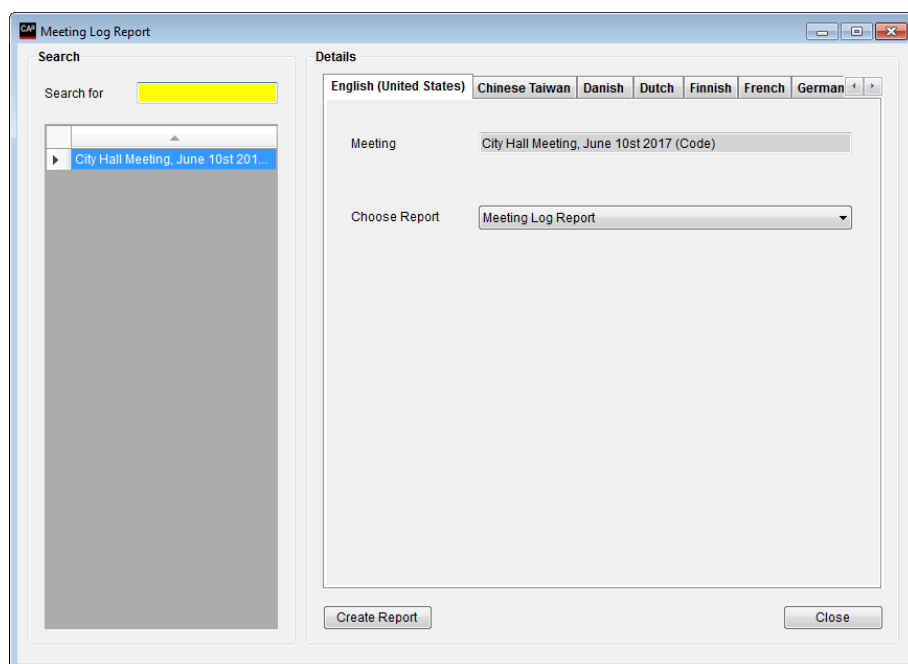 CAA Meeting Log Report
Search
Search for
City Hall Meeting, June 10st 201...
Details
English (United States) Chinese Taiwan Danish Dutch Finnish French German
Meeting City Hall Meeting, June 10st 2017 (Code)
Choose Report Meeting Log Report
Create Report Close